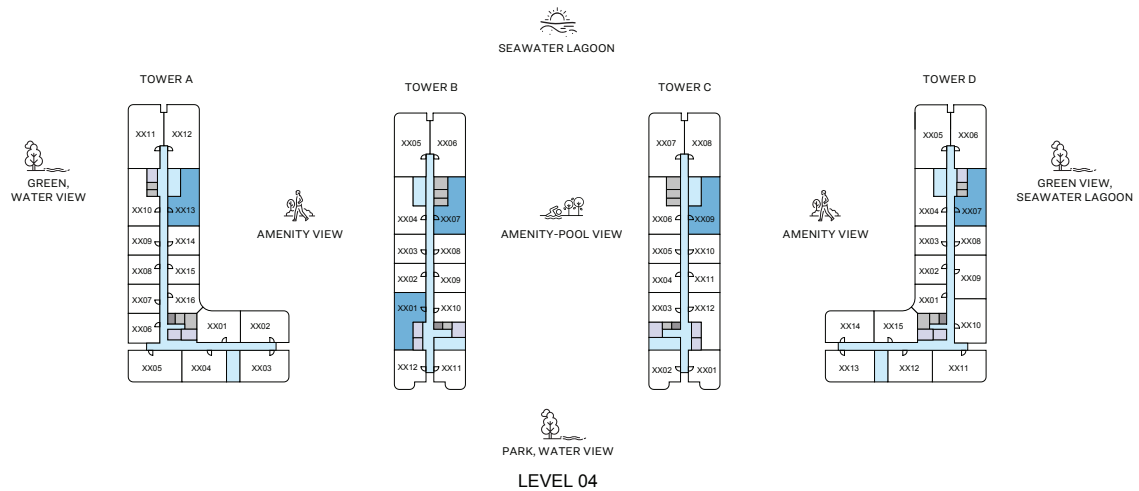 SEAWATER LAGOON
TOWER A
TOWER B
TOWER C
TOWER D
XX11 XX12
XX10 XX13
XX09 XX14
XX08 XX15
XX07 XX16
XX06 XX01 XX02
XX05 XX04 XX03
XX05 XX06
XX04 XX07
XX03 XX08
XX02 XX09
XX01 XX10
XX12 XX11
XX07 XX08
XX06 XX09
XX05 XX10
XX04 XX11
XX03 XX12
XX02 XX01
XX05 XX06
XX04 XX07
XX03 XX08
XX02 XX09
XX01
XX14 XX15 XX10
XX13 XX12 XX11
GREEN,
WATER VIEW
AMENITY VIEW
AMENITY-POOL VIEW
AMENITY VIEW
GREEN VIEW,
SEAWATER LAGOON
PARK, WATER VIEW
LEVEL 04